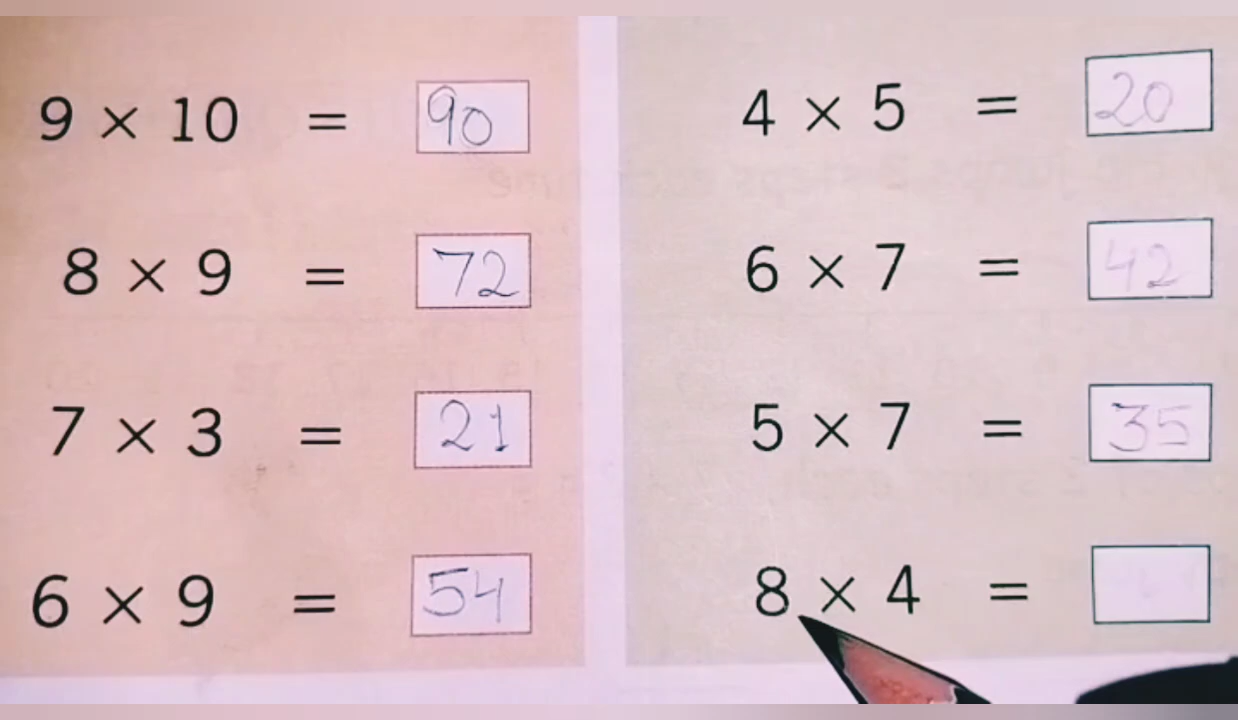 9 × 10 = 90
8 × 9 = 72
7 × 3 = 21
6 × 9 = 54
4 × 5 = 20
6 × 7 = 42
5 × 7 = 35
8 × 4 =